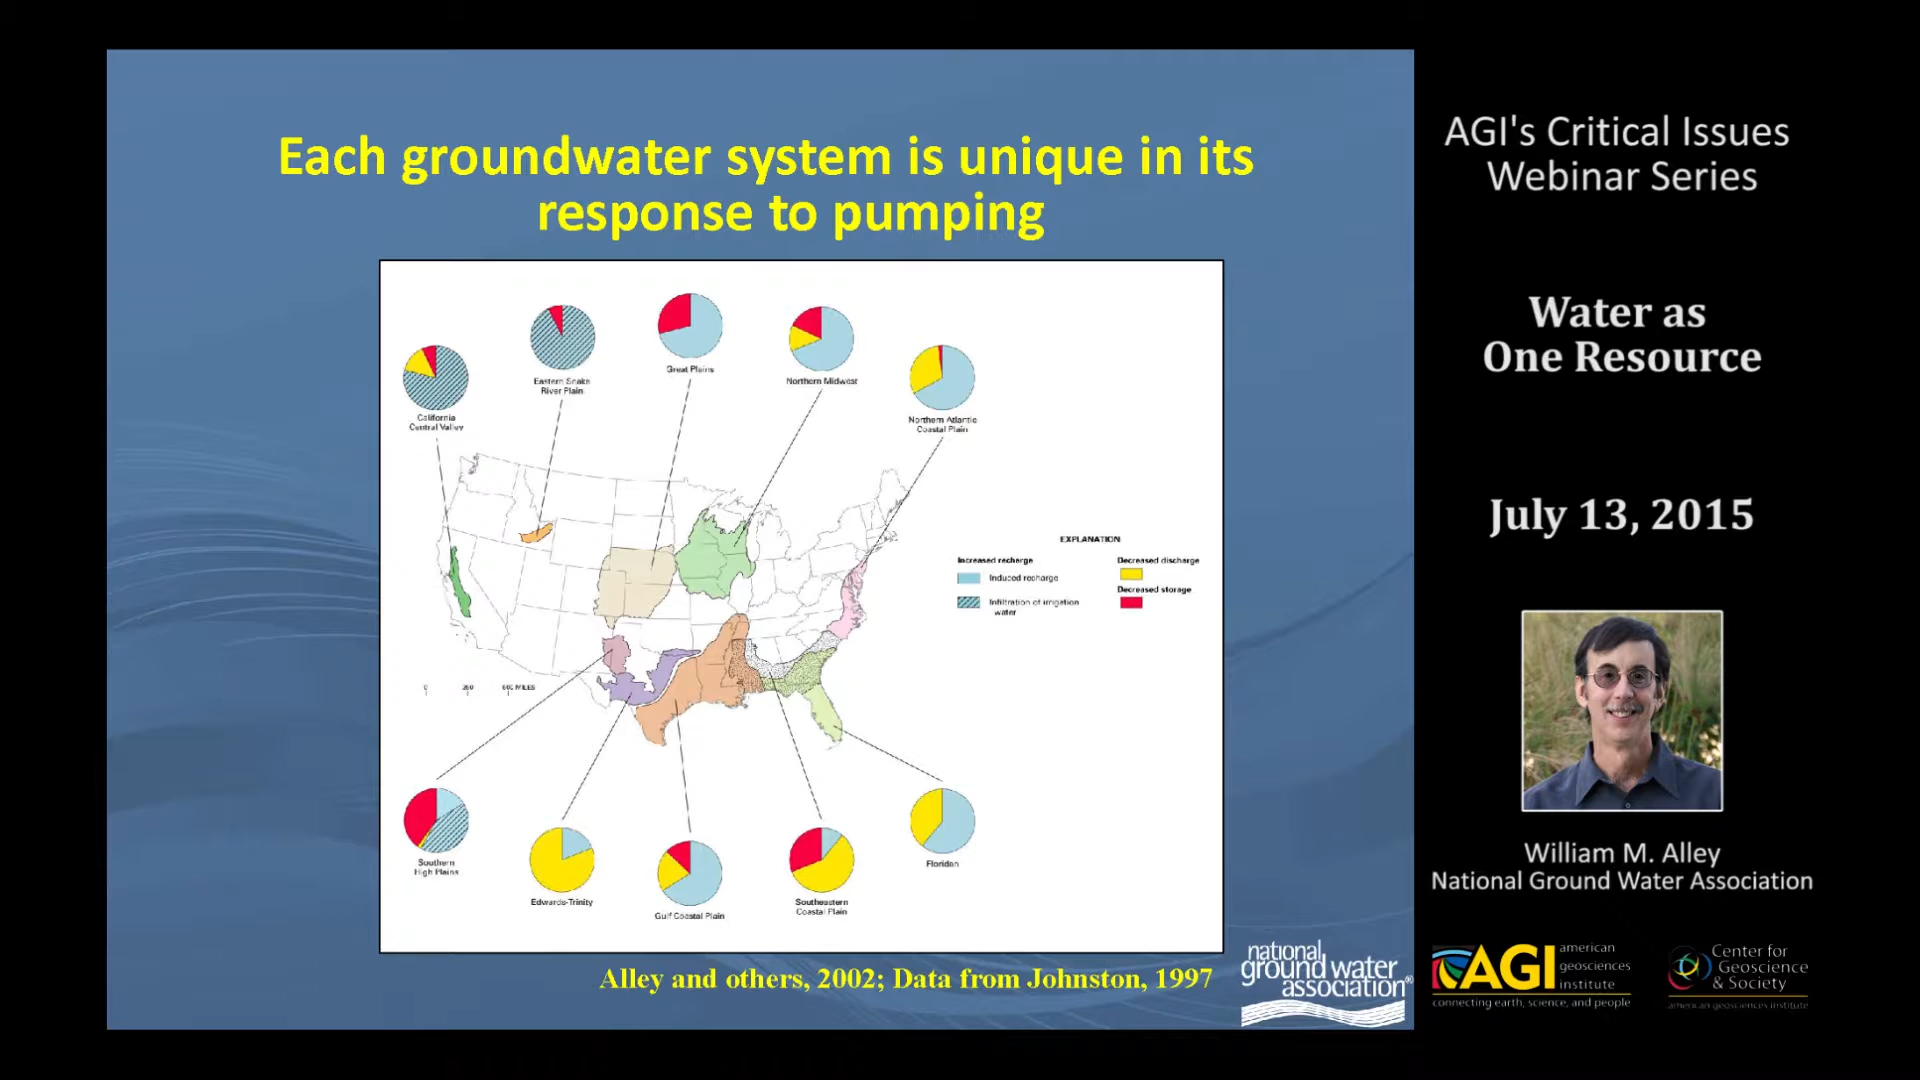 Each groundwater system is unique in its
response to pumping
Eastern Snake
River Plain
Great Plains
Northern Midwest
California
Central Valley
Northern Atlantic
Coastal Plain
EXPLANATION
Increased recharge
Induced recharge
Infiltration of irrigation
water
Decreased discharge
Decreased storage
0
600 MILES
Southern
High Plains
Edwards-Trinity
Gulf Coastal Plain
Southeastern
Coastal Plain
Floridan
Alley and others, 2002; Data from Johnston, 1997
national
ground water
association®
AGI's Critical Issues
Webinar Series
Water as
One Resource
July 13, 2015
William M. Alley
National Ground Water Association
AGI
american
geosciences
institute
connecting earth, science, and people
Center for
Geoscience
& Society
american geosciences institute